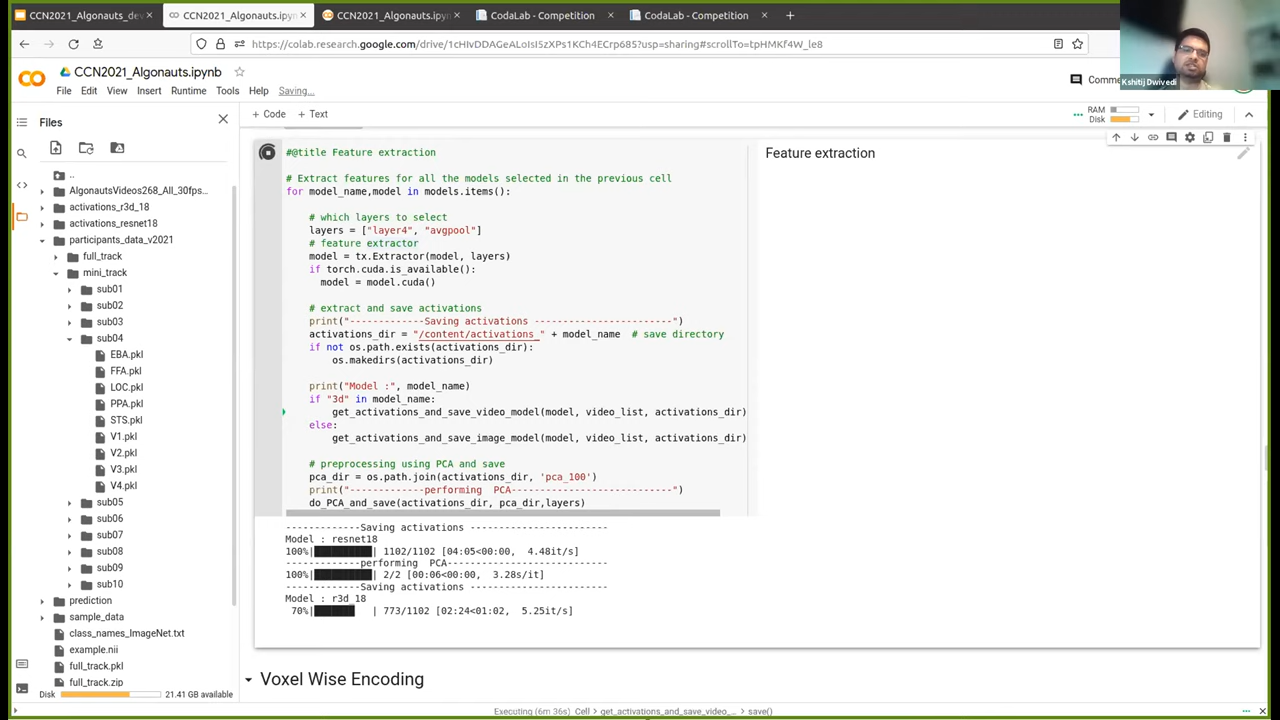 CCN2021_Algonauts_dev
CCN2021_Algonauts.ipyn
CCN2021_Algonauts.ipyn
CodaLab - Competition
CodaLab - Competition
https://colab.research.google.com/drive/1cHIvDDAGeALoIsI5zXPs1KCh4ECrp685?usp=sharing#scrollTo=tpHMKf4W_le8
Kshitij Dwivedi
CCN2021_Algonauts.ipynb
File Edit View Insert Runtime Tools Help Saving...
Comme
Files
+ Code + Text
RAM
Disk
Editing
..
AlgonautsVideos268_All_30fps...
activations_r3d_18
activations_resnet18
participants_data_v2021
full_track
mini_track
sub01
sub02
sub03
sub04
EBA.pkl
FFA.pkl
LOC.pkl
PPA.pkl
STS.pkl
V1.pkl
V2.pkl
V3.pkl
V4.pkl
sub05
sub06
sub07
sub08
sub09
sub10
prediction
sample_data
class_names_ImageNet.txt
example.nii
full_track.pkl
full_track.zip
Disk 21.41 GB available
#@title Feature extraction
# Extract features for all the models selected in the previous cell
for model_name,model in models.items():
# which layers to select
layers = ["layer4", "avgpool"]
# feature extractor
model = tx.Extractor(model, layers)
if torch.cuda.is_available():
model = model.cuda()
# extract and save activations
print("-------------Saving activations ------------------------")
activations_dir = "/content/activations_" + model_name # save directory
if not os.path.exists(activations_dir):
os.makedirs(activations_dir)
print("Model :", model_name)
if "3d" in model_name:
get_activations_and_save_video_model(model, video_list, activations_dir)
else:
get_activations_and_save_image_model(model, video_list, activations_dir)
# preprocessing using PCA and save
pca_dir = os.path.join(activations_dir, 'pca_100')
print("-------------performing  PCA----------------------------")
do_PCA_and_save(activations_dir, pca_dir,layers)
Feature extraction
-------------Saving activations ------------------------
Model : resnet18
100%| | 1102/1102 [04:05<00:00, 4.48it/s]
-------------performing  PCA----------------------------
100%| | 2/2 [00:06<00:00, 3.28s/it]
-------------Saving activations ------------------------
Model : r3d_18
70%| | 773/1102 [02:24<01:02, 5.25it/s]
Voxel Wise Encoding
Executing (6m 36s) Cell > get_activations_and_save_video_... > save()